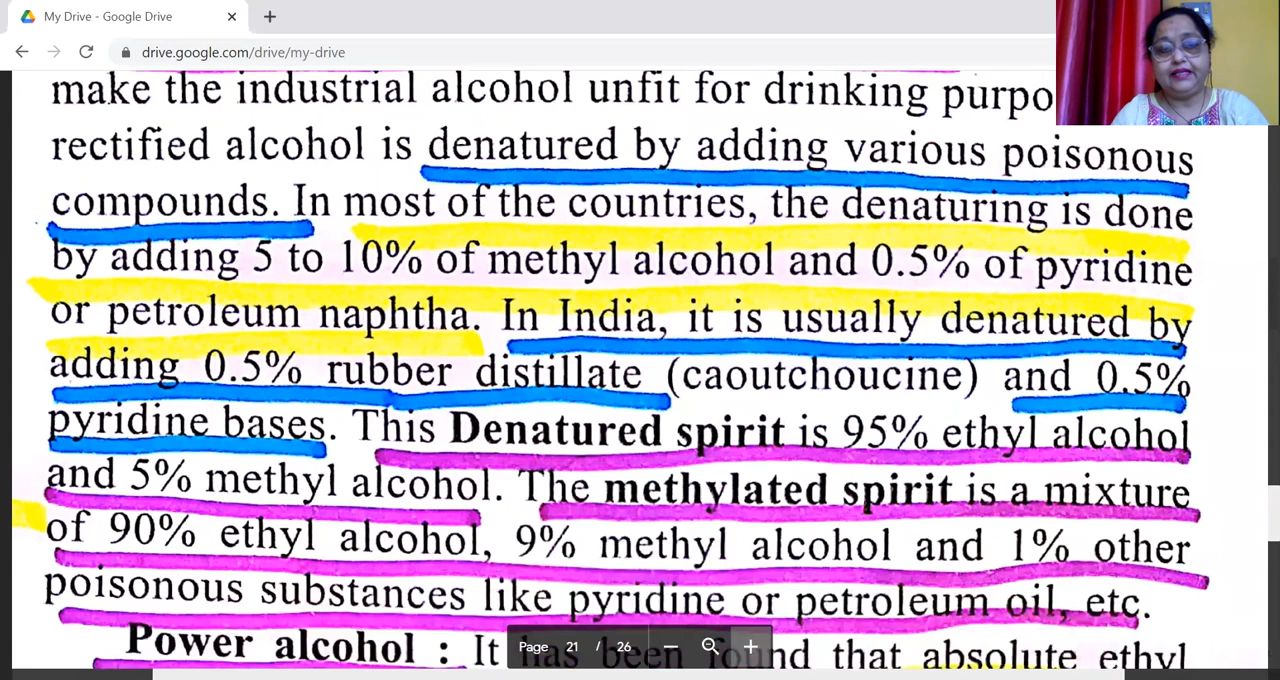 My Drive - Google Drive
drive.google.com/drive/my-drive
make the industrial alcohol unfit for drinking purpo
rectified alcohol is denatured by adding various poisonous
compounds. In most of the countries, the denaturing is done
by adding 5 to 10% of methyl alcohol and 0.5% of pyridine
or petroleum naphtha. In India, it is usually denatured by
adding 0.5% rubber distillate (caoutchoucine) and 0.5%
pyridine bases. This Denatured spirit is 95% ethyl alcohol
and 5% methyl alcohol. The methylated spirit is a mixture
of 90% ethyl alcohol, 9% methyl alcohol and 1% other
poisonous substances like pyridine or petroleum oil, etc.
Power alcohol : It has been found that absolute ethyl
Page 21 / 26